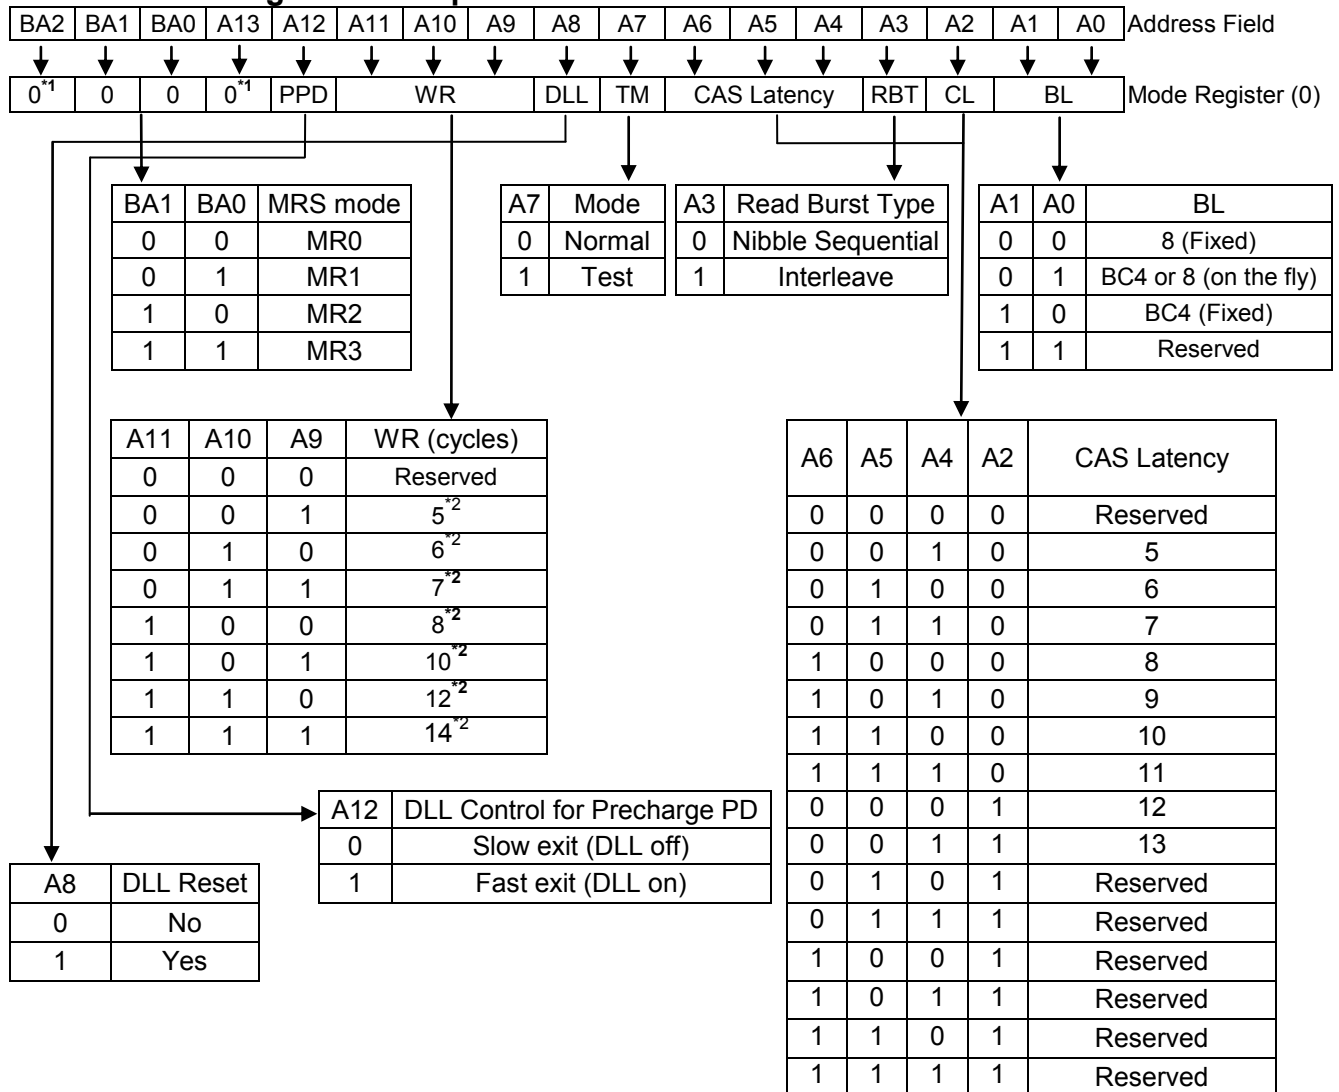 BA2 BA1 BA0 A13 A12 A11 A10 A9 A8 A7 A6 A5 A4 A3 A2 A1 A0 Address Field
0*1 0 0 0*1 PPD WR DLL TM CAS Latency RBT CL BL Mode Register (0)
BA1 BA0 MRS mode
0 0 MR0
0 1 MR1
1 0 MR2
1 1 MR3
A7 Mode
0 Normal
1 Test
A3 Read Burst Type
0 Nibble Sequential
1 Interleave
A1 A0 BL
0 0 8 (Fixed)
0 1 BC4 or 8 (on the fly)
1 0 BC4 (Fixed)
1 1 Reserved
A11 A10 A9 WR (cycles)
0 0 0 Reserved
0 0 1 5*2
0 1 0 6*2
0 1 1 7*2
1 0 0 8*2
1 0 1 10*2
1 1 0 12*2
1 1 1 14*2
A6 A5 A4 A2 CAS Latency
0 0 0 0 Reserved
0 0 1 0 5
0 1 0 0 6
0 1 1 0 7
1 0 0 0 8
1 0 1 0 9
1 1 0 0 10
1 1 1 0 11
0 0 0 1 12
0 0 1 1 13
0 1 0 1 Reserved
0 1 1 1 Reserved
1 0 0 1 Reserved
1 0 1 1 Reserved
1 1 0 1 Reserved
1 1 1 1 Reserved
A12 DLL Control for Precharge PD
0 Slow exit (DLL off)
1 Fast exit (DLL on)
A8 DLL Reset
0 No
1 Yes